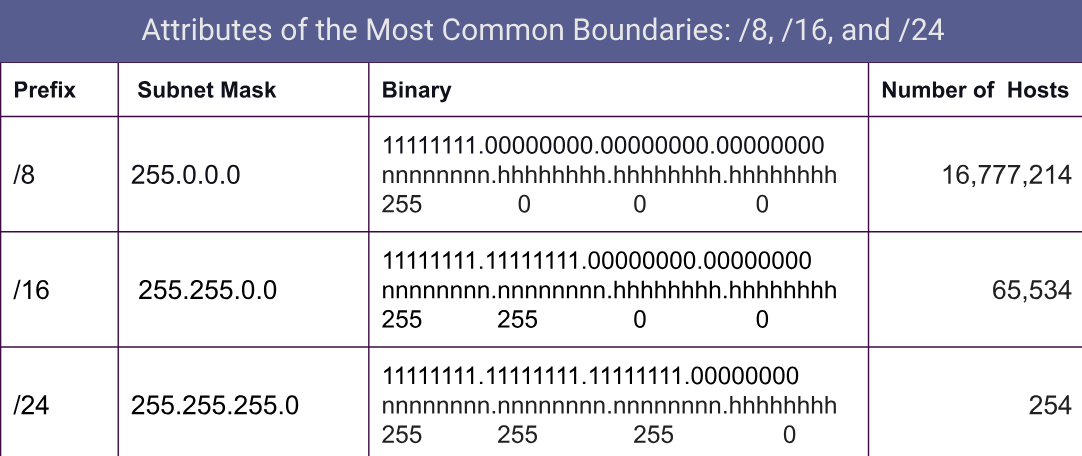 Attributes of the Most Common Boundaries: /8, /16, and /24
Prefix Subnet Mask Binary Number of Hosts
11111111.00000000.00000000.00000000
/8 255.0.0.0 nnnnnnnn.hhhhhhhh.hhhhhhhh.hhhhhhhh 16,777,214
255 0 0 0
11111111.11111111.00000000.00000000
/16 255.255.0.0 nnnnnnnn.nnnnnnnn.hhhhhhhh.hhhhhhhh 65,534
255 255 0 0
11111111.11111111.11111111.00000000
/24 255.255.255.0 nnnnnnnn.nnnnnnnn.nnnnnnnn.hhhhhhhh 254
255 255 255 0